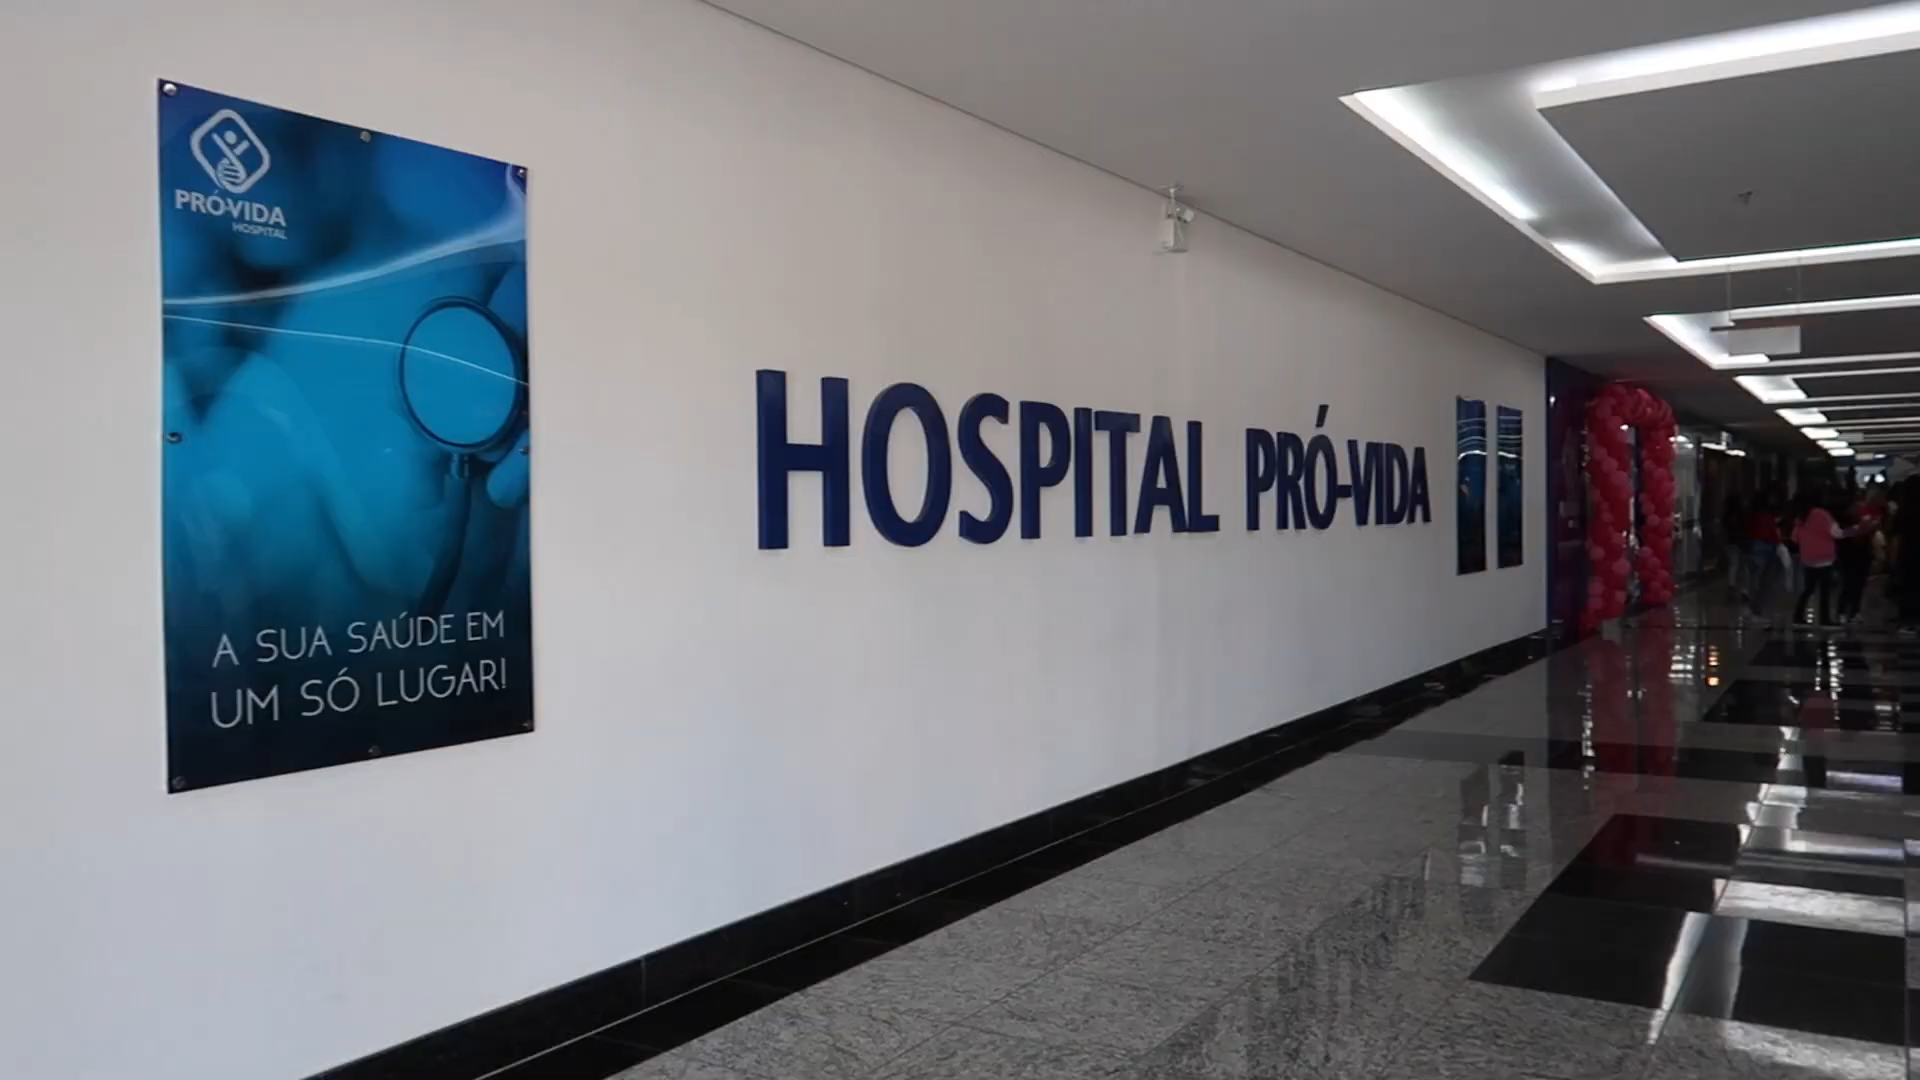 PRÓ-VIDA
HOSPITAL
A SUA SAÚDE EM
UM SÓ LUGAR!
HOSPITAL PRÓ-VIDA